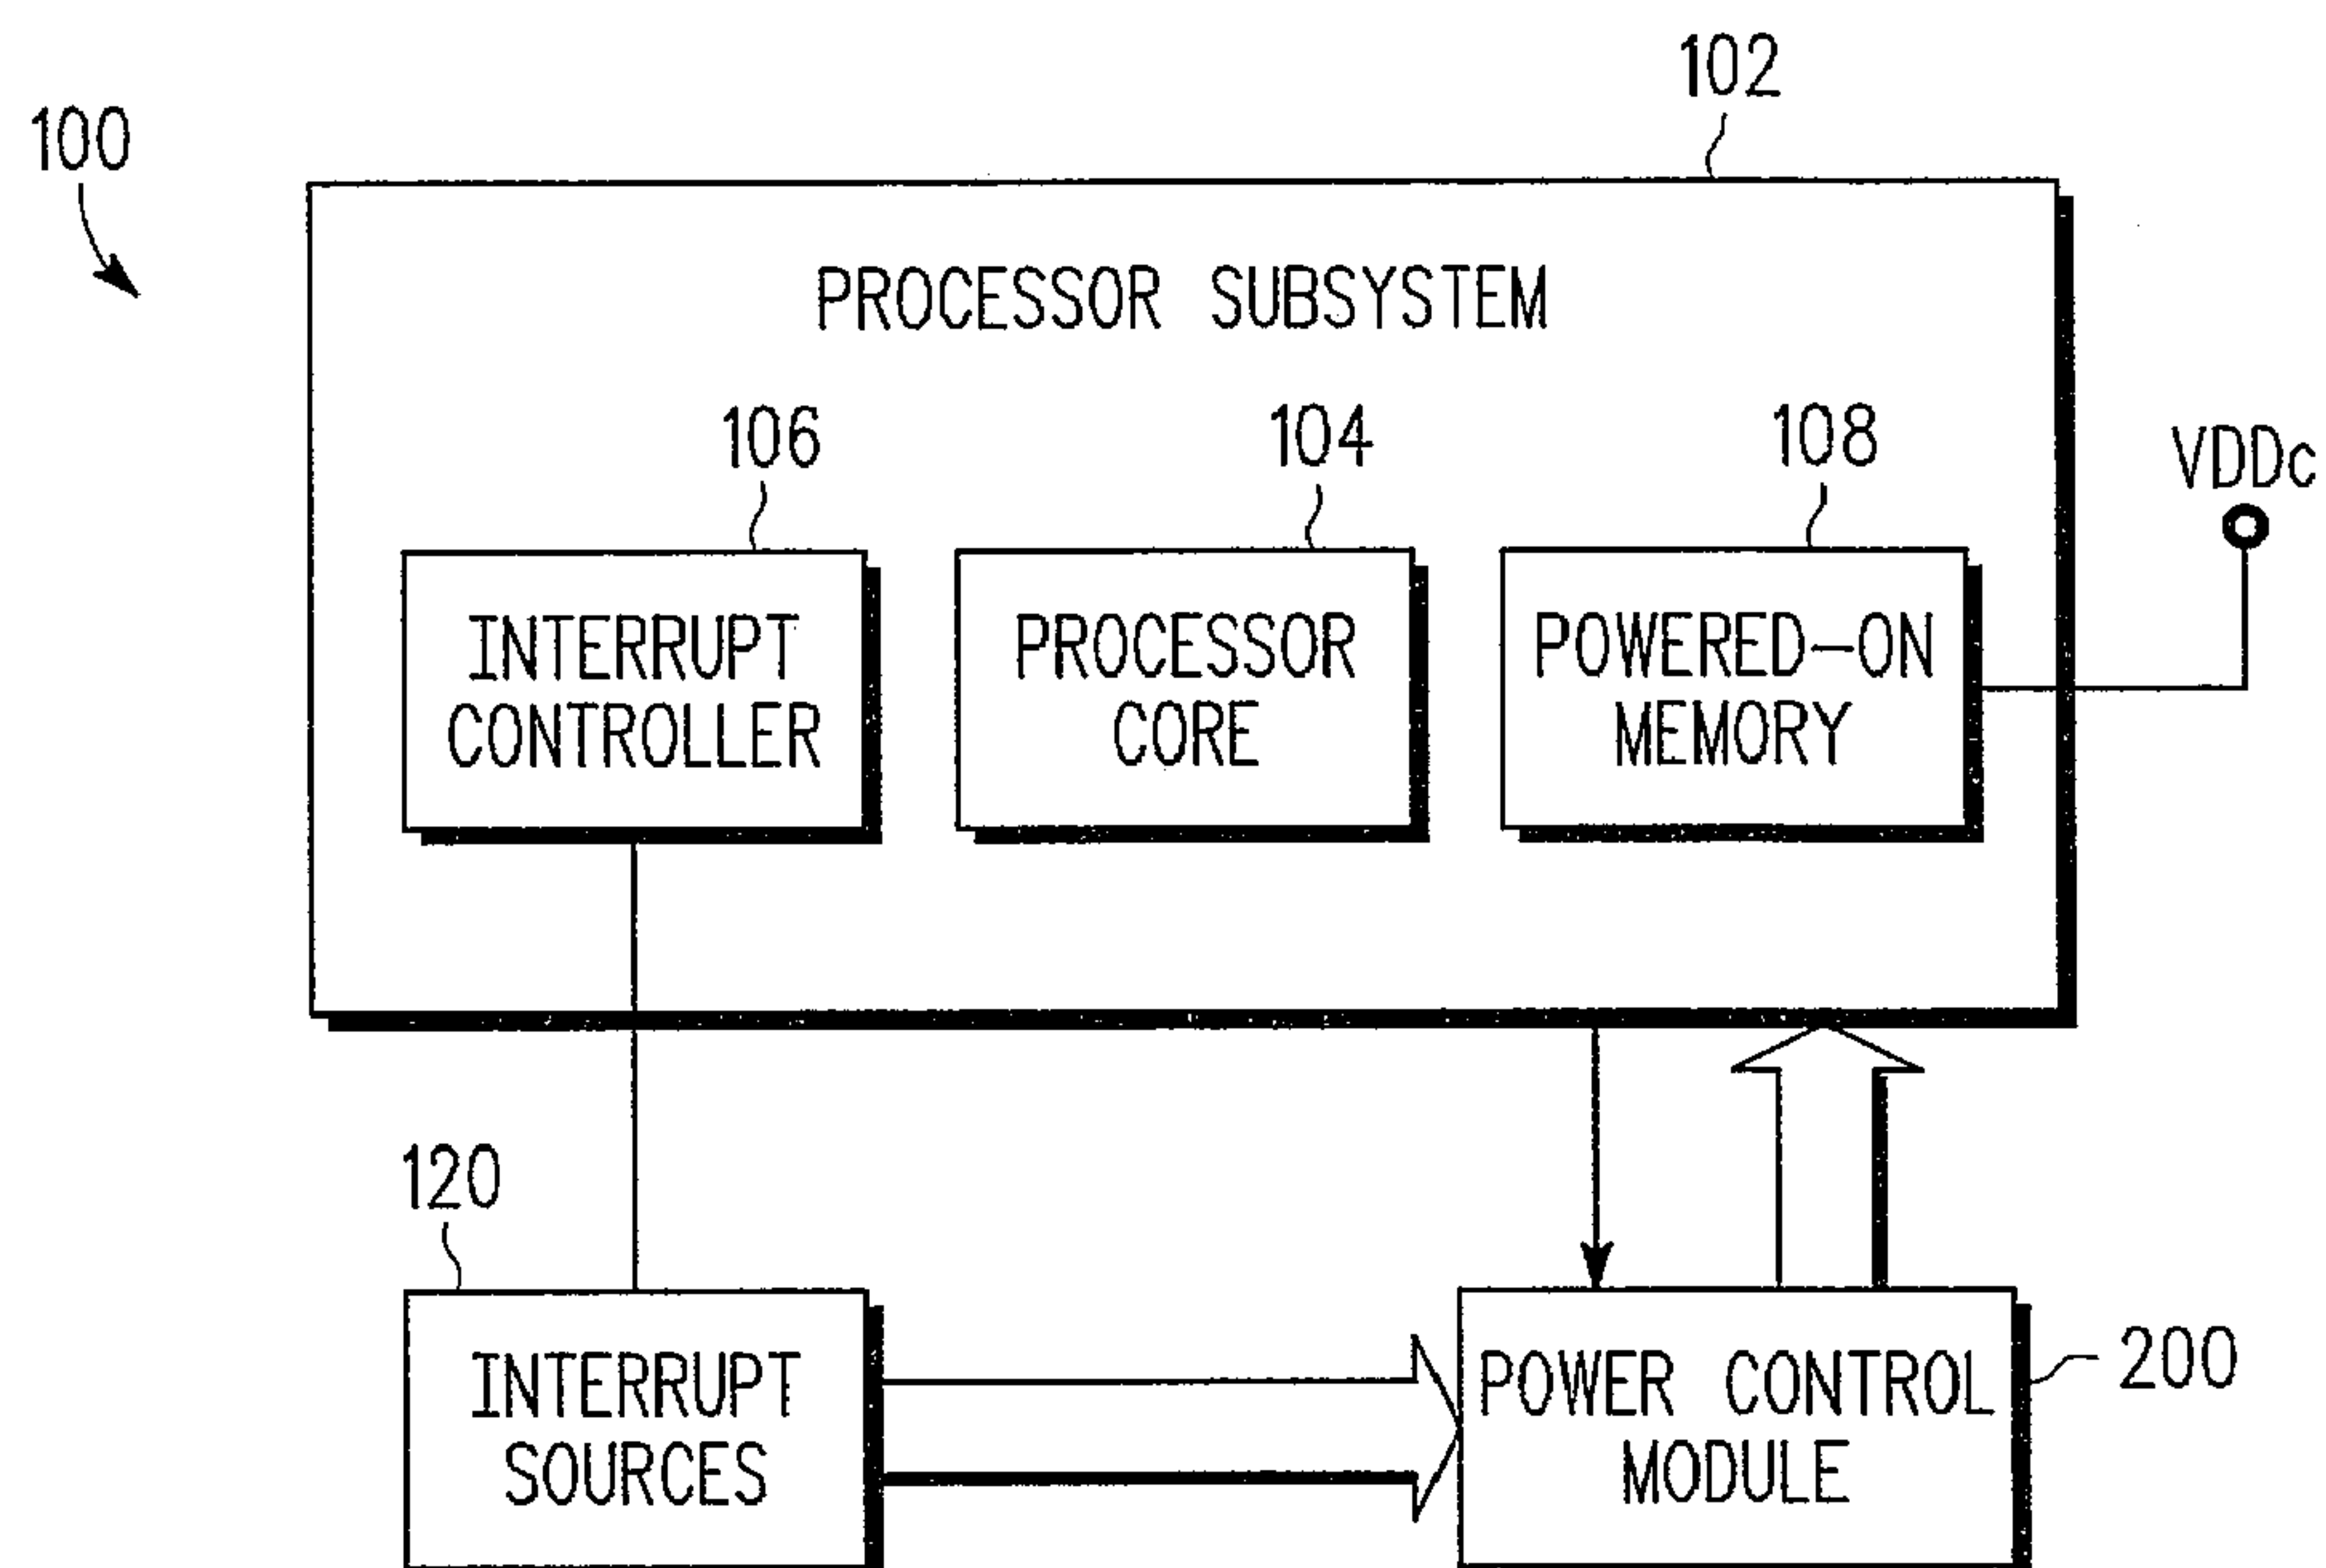 102
100
PROCESSOR SUBSYSTEM
106
104
108
VDDc
INTERRUPT
CONTROLLER
PROCESSOR
CORE
POWERED-ON
MEMORY
120
INTERRUPT
SOURCES
POWER CONTROL
MODULE
200